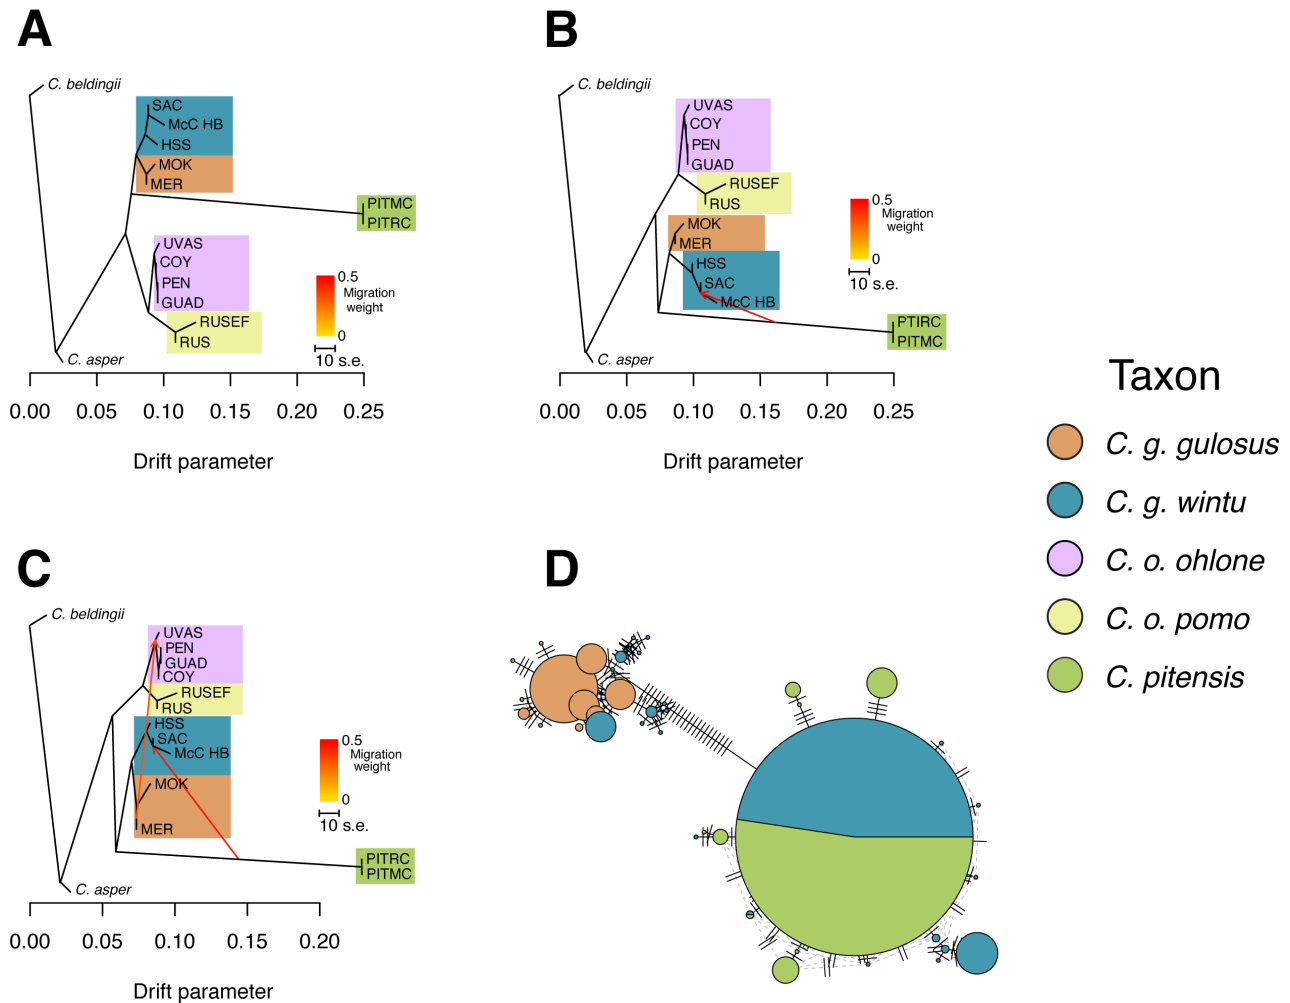 A
C. beldingii
SAC
McC HB
HSS
MOK
MER
PITMC
PITRC
UVAS
COY
PEN
GUAD
RUSEF
RUS
0.5
Migration
weight
0
10 s.e.
C. asper
0.00 0.05 0.10 0.15 0.20 0.25
Drift parameter
B
C. beldingii
UVAS
COY
PEN
GUAD
RUSEF
RUS
MOK
MER
HSS
SAC
McC HB
PTIRC
PITMC
0.5
Migration
weight
0
10 s.e.
C. asper
0.00 0.05 0.10 0.15 0.20 0.25
Drift parameter
C
C. beldingii
UVAS
PEN
GUAD
COY
RUSEF
RUS
HSS
SAC
McC HB
MOK
MER
PITRC
PITMC
0.5
Migration
weight
0
10 s.e.
C. asper
0.00 0.05 0.10 0.15 0.20
Drift parameter
D
Taxon
C. g. gulosus
C. g. wintu
C. o. ohlone
C. o. pomo
C. pitensis